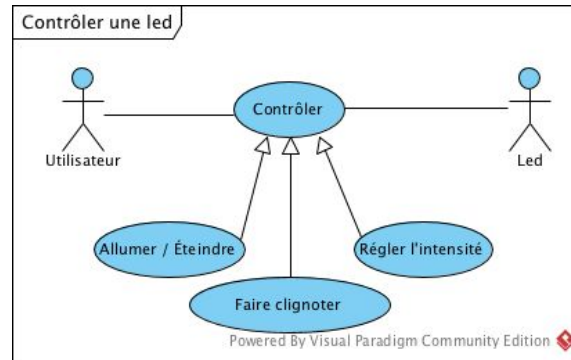 Contrôler une led
Contrôler
Utilisateur
Led
Allumer / Éteindre
Régler l'intensité
Faire clignoter
Powered By Visual Paradigm Community Edition